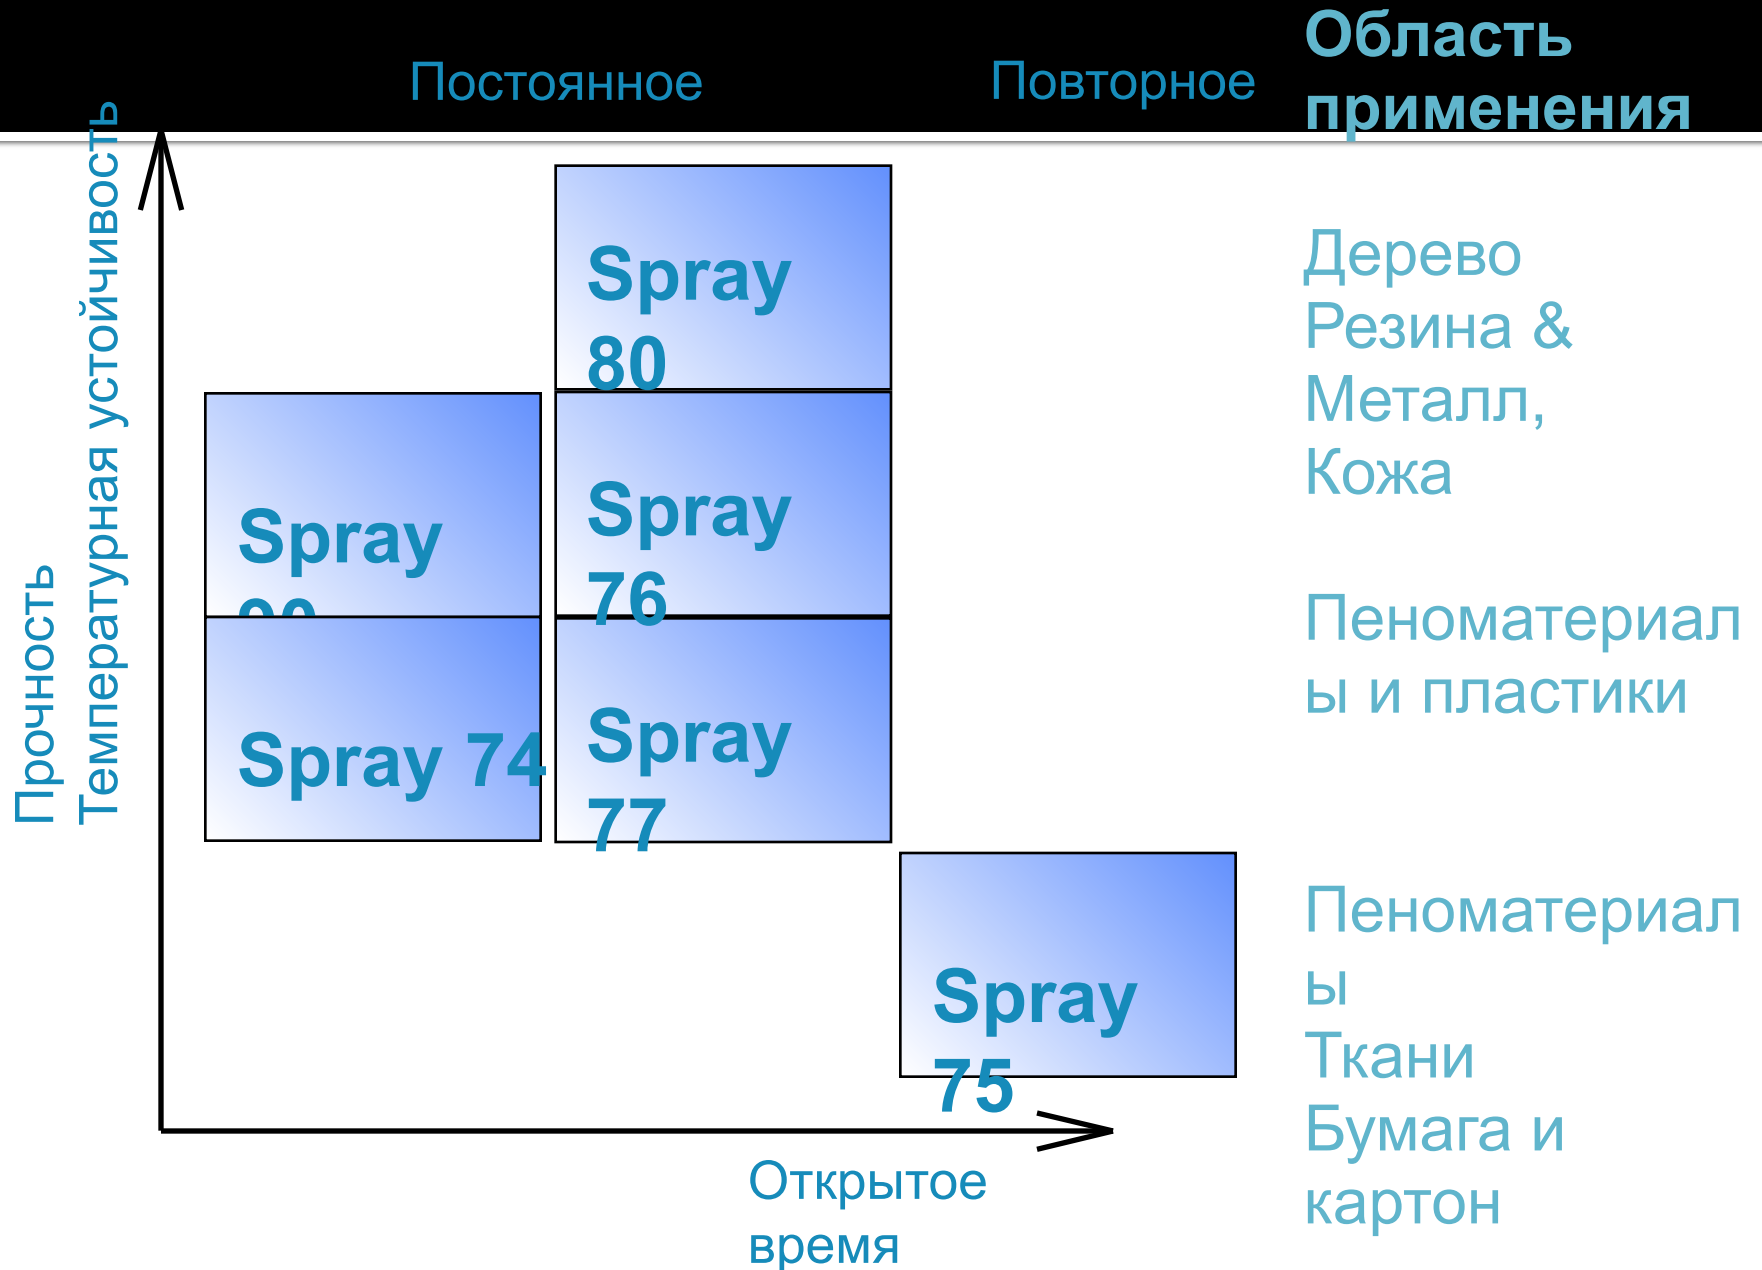 Область
применения
Постоянное
Повторное
Прочность
Температурная устойчивость
Spray
80
Spray
Spray
76
Spray 74
Spray
77
Spray
75
Открытое
время
Дерево
Резина &
Металл,
Кожа
Пеноматериал
ы и пластики
Пеноматериал
ы
Ткани
Бумага и
картон